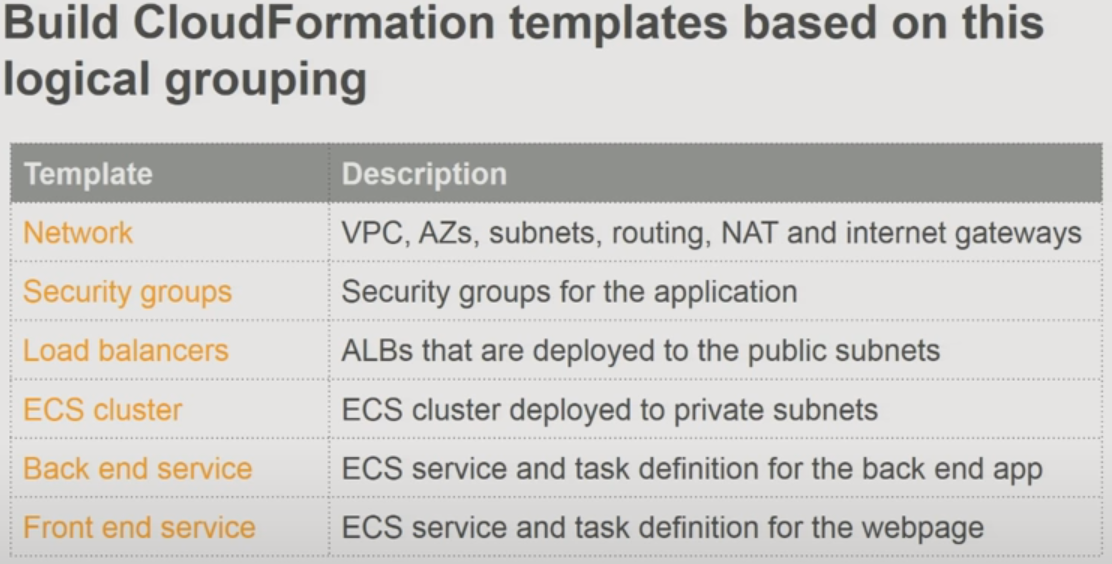 Build CloudFormation templates based on this
logical grouping
Template Description
Network VPC, AZs, subnets, routing, NAT and internet gateways
Security groups Security groups for the application
Load balancers ALBs that are deployed to the public subnets
ECS cluster ECS cluster deployed to private subnets
Back end service ECS service and task definition for the back end app
Front end service ECS service and task definition for the webpage